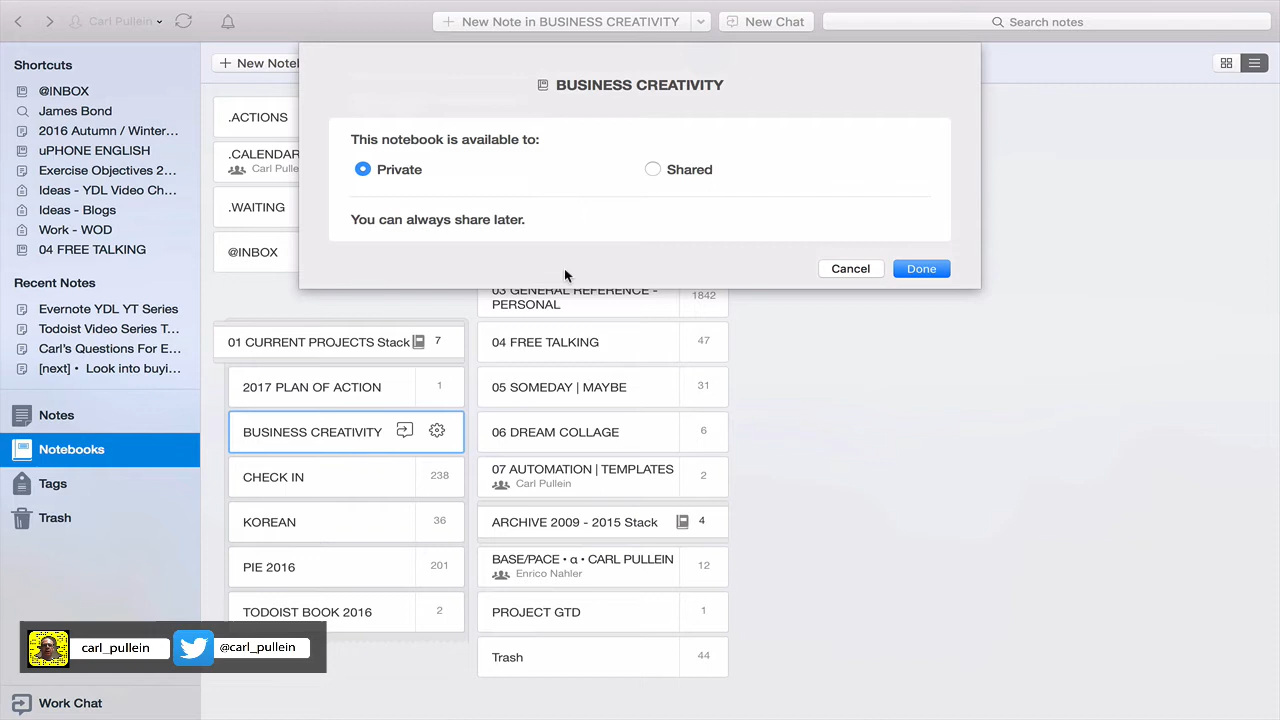 Carl Pullein
New Note in BUSINESS CREATIVITY
New Chat
Search notes
Shortcuts
@INBOX
James Bond
2016 Autumn / Winter...
uPHONE ENGLISH
Exercise Objectives 2...
Ideas - YDL Video Ch...
Ideas - Blogs
Work - WOD
04 FREE TALKING
Recent Notes
Evernote YDL YT Series
Todoist Video Series T...
Carl's Questions For E...
[next] • Look into buyi...
Notes
Notebooks
Tags
Trash
Work Chat
BUSINESS CREATIVITY
This notebook is available to:
Private
Shared
You can always share later.
Cancel
Done
.ACTIONS
.CALENDAR
Carl Pullei
.WAITING
@INBOX
01 CURRENT PROJECTS Stack 7
2017 PLAN OF ACTION 1
BUSINESS CREATIVITY
CHECK IN 238
KOREAN 36
PIE 2016 201
TODOIST BOOK 2016 2
03 GENERAL REFERENCE -
PERSONAL 1842
04 FREE TALKING 47
05 SOMEDAY | MAYBE 31
06 DREAM COLLAGE 6
07 AUTOMATION | TEMPLATES 2
Carl Pullein
ARCHIVE 2009 - 2015 Stack 4
BASE/PACE • α • CARL PULLEIN 12
Enrico Nahler
PROJECT GTD 1
Trash 44
carl_pullein
@carl_pullein